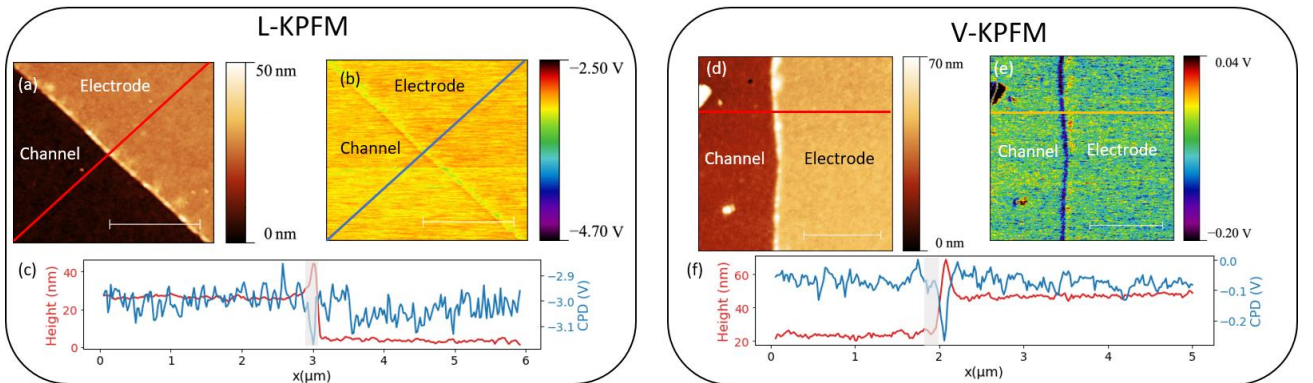 L-KPFM
(a)
Electrode
Channel
50 nm
0 nm
(b)
Electrode
Channel
−2.50 V
−4.70 V
(c)
Height (nm)
40
20
0
0
1
2
3
4
5
6
x(μm)
−2.9
−3.0
−3.1
CPD (V)
V-KPFM
(d)
Channel
Electrode
70 nm
0 nm
(e)
Channel
Electrode
0.04 V
−0.20 V
(f)
Height (nm)
60
40
20
0
1
2
3
4
5
x(μm)
0.0
−0.1
−0.2
CPD (V)